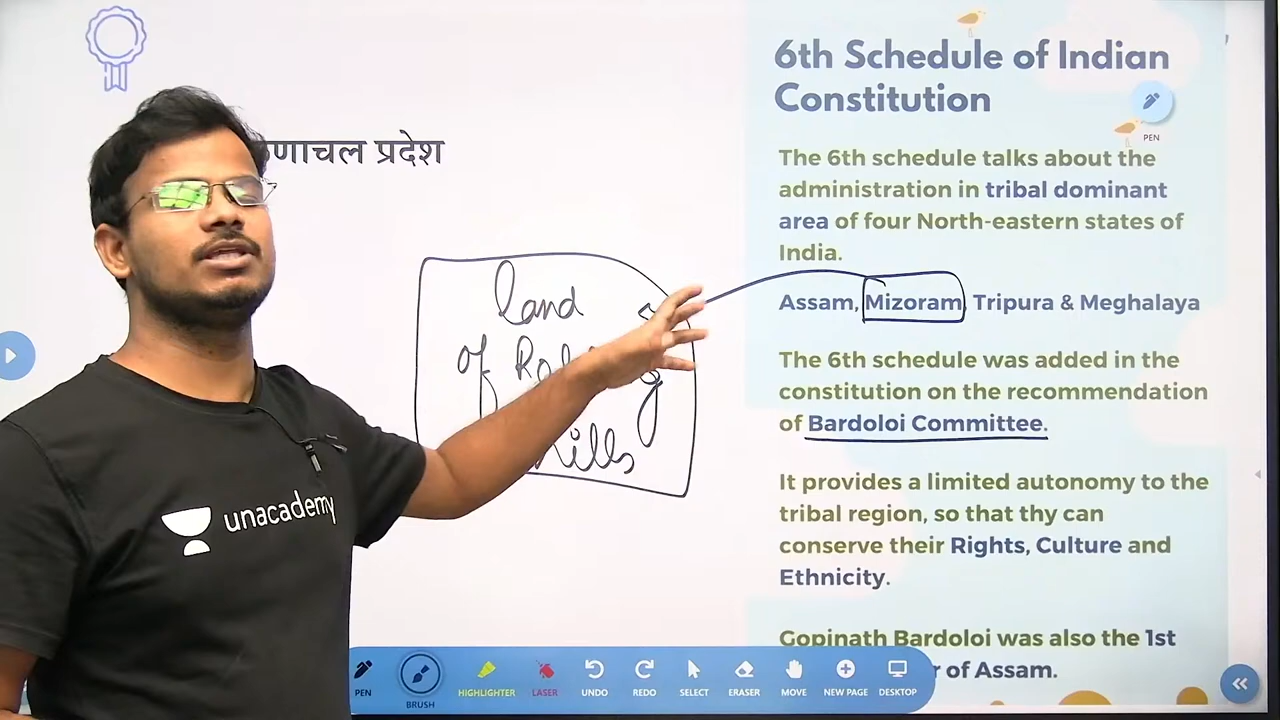 6th Schedule of Indian
Constitution
PEN
प्रदेश
The 6th schedule talks about the
administration in tribal dominant
area of four North-eastern states of
India.
land
of
hills
Assam, Mizoram, Tripura & Meghalaya
The 6th schedule was added in the
constitution on the recommendation
of Bardoloi Committee.
It provides a limited autonomy to the
tribal region, so that thy can
conserve their Rights, Culture and
Ethnicity.
Gopinath Bardoloi was also the 1st
of Assam.
unacademy
PEN
BRUSH
HIGHLIGHTER
LASER
UNDO
REDO
SELECT
ERASER
MOVE
NEW PAGE
DESKTOP